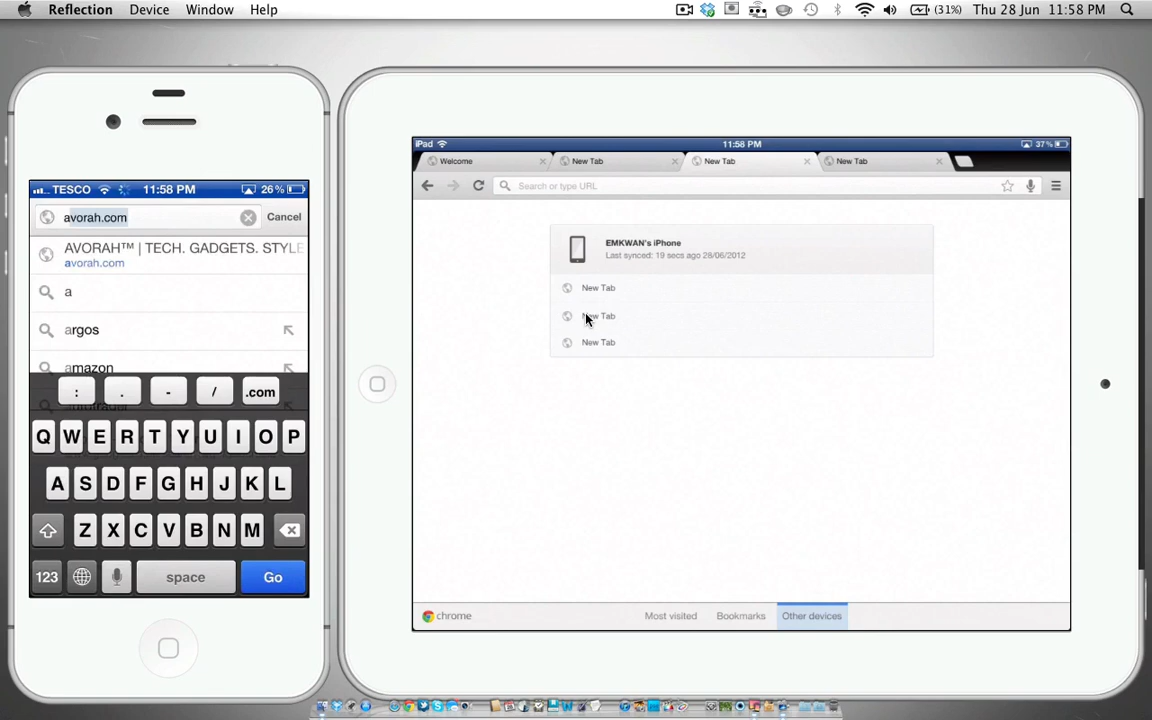 Reflection Device Window Help (31%) Thu 28 Jun 11:58 PM
TESCO 11:58 PM 26%
avorah.com Cancel
AVORAH™ | TECH. GADGETS. STYLE
avorah.com
a
argos
amazon
: . - / .com
Q W E R T Y U I O P
A S D F G H J K L
Z X C V B N M
123 space Go
iPad 11:58 PM 37%
Welcome New Tab New Tab New Tab
Search or type URL
EMKWAN's iPhone
Last synced: 19 secs ago 28/06/2012
New Tab
New Tab
New Tab
chrome Most visited Bookmarks Other devices